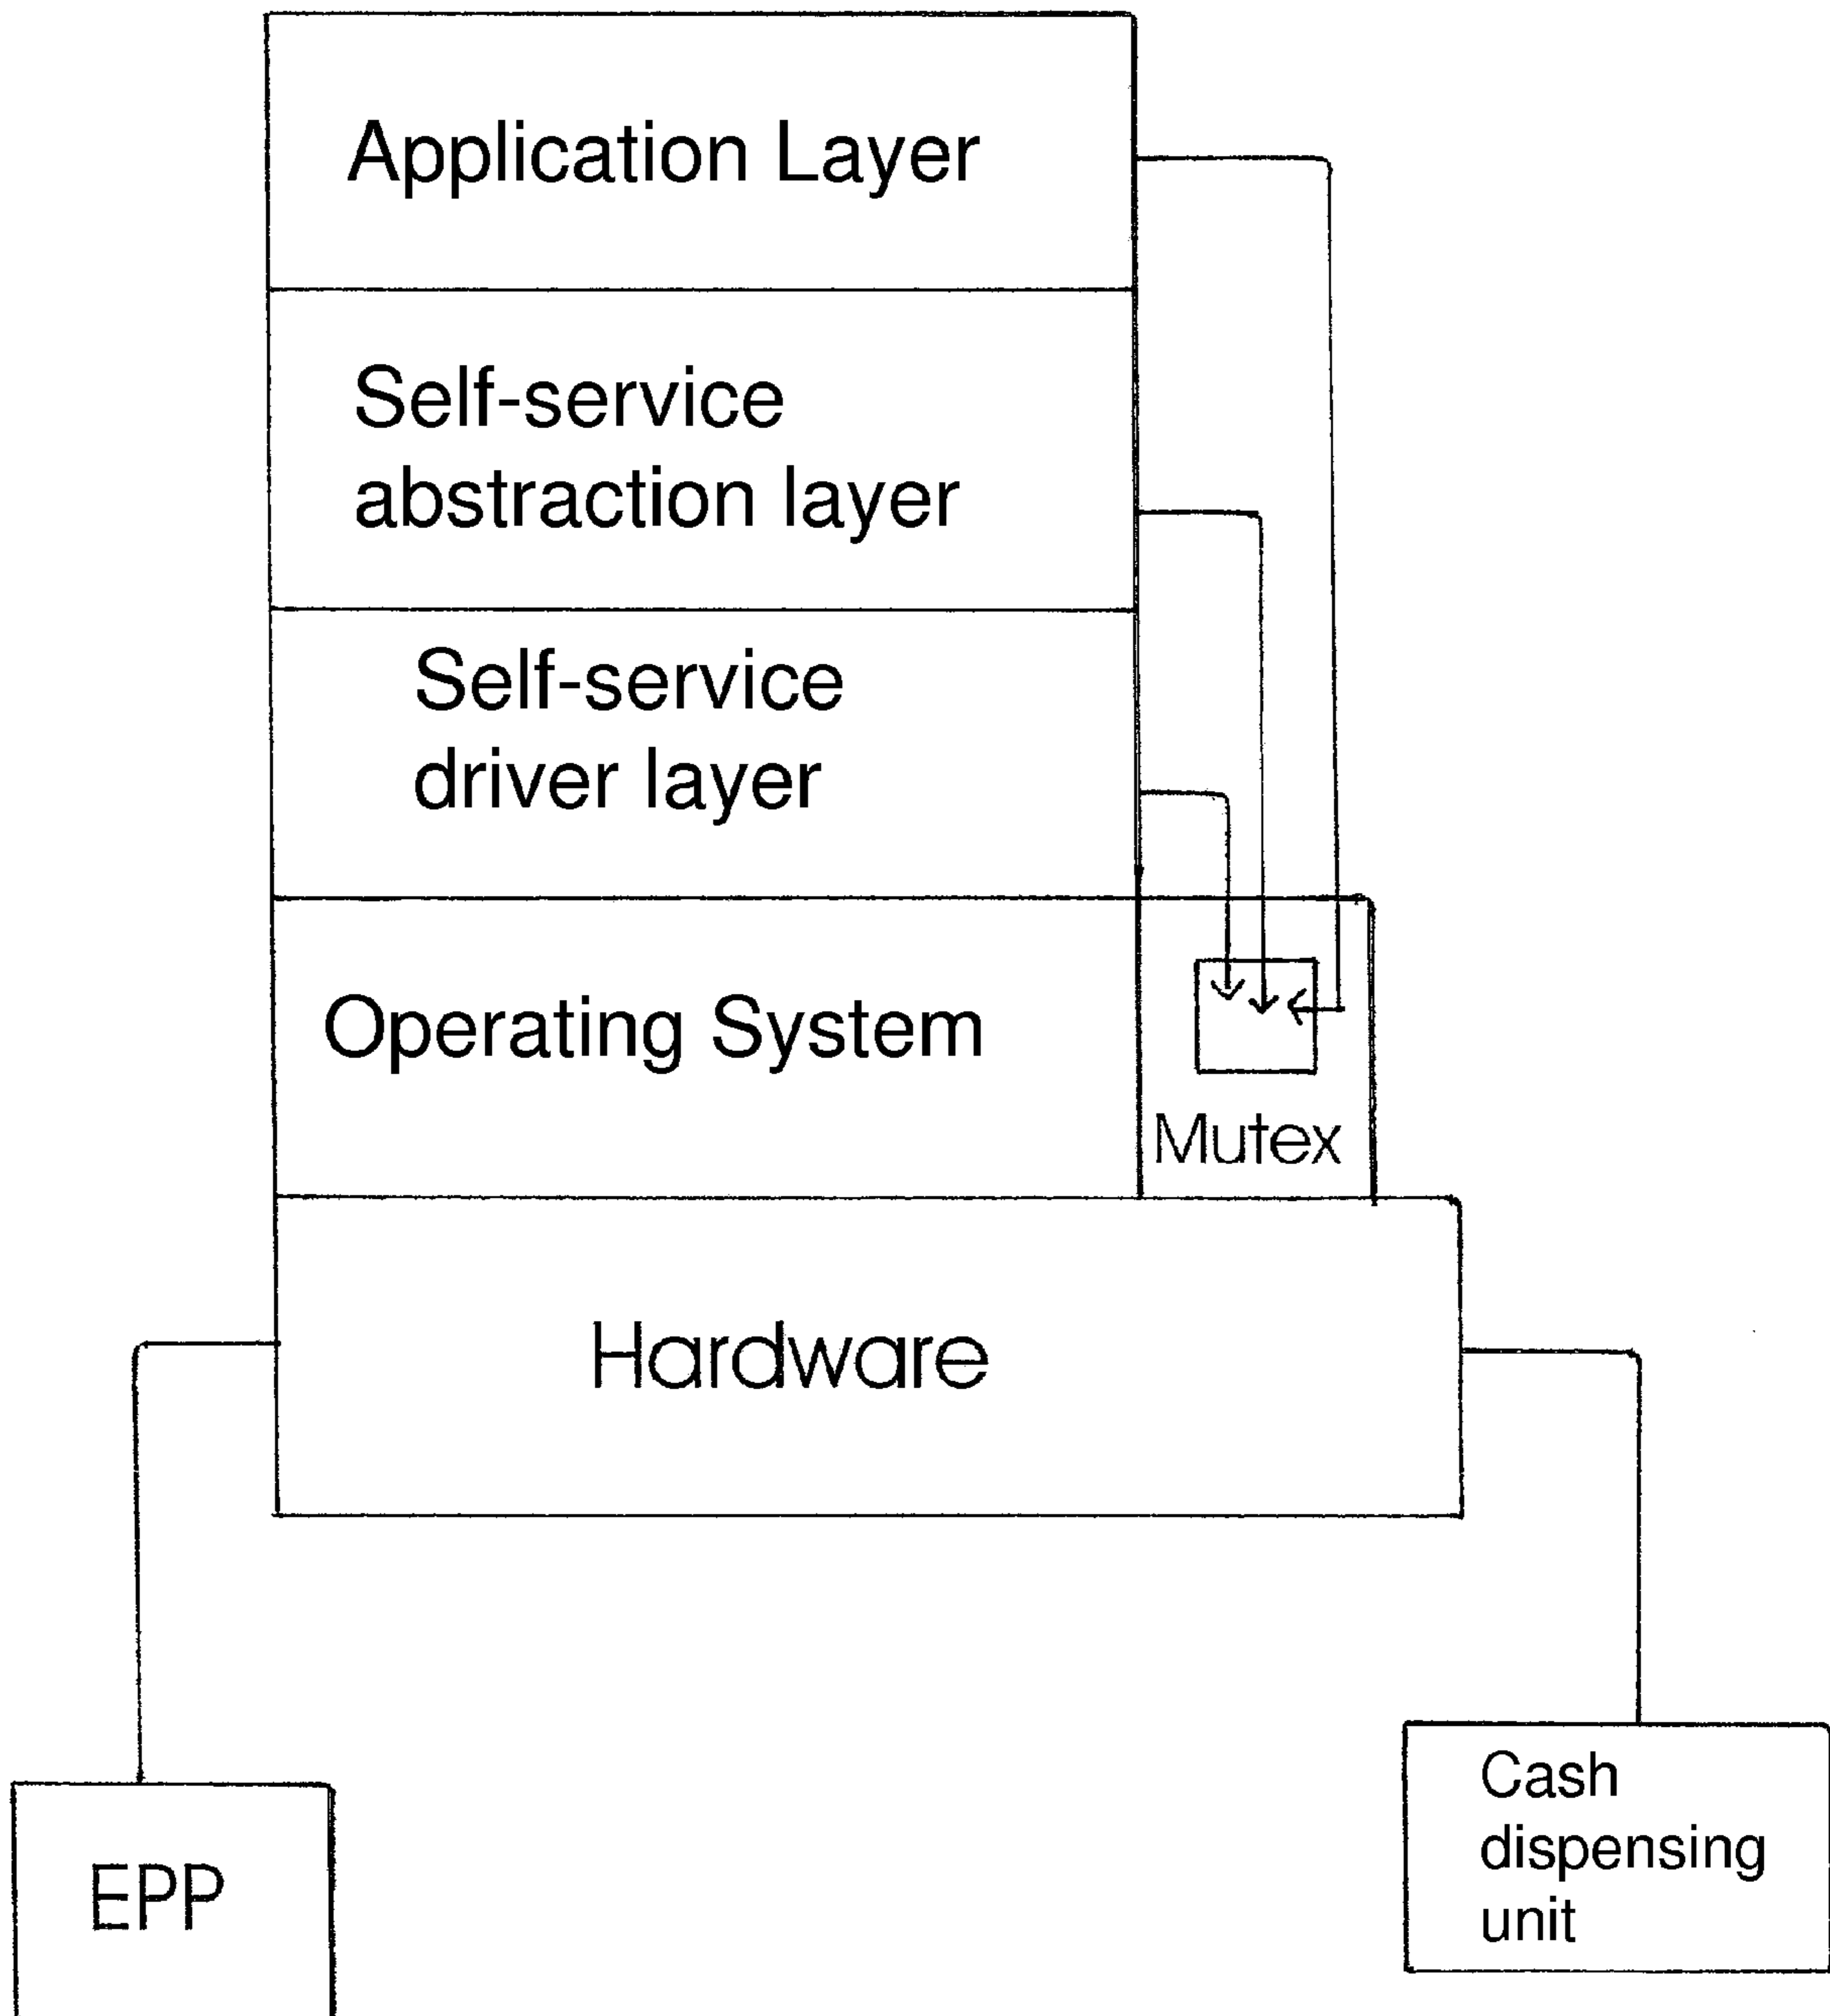 Application Layer
Self-service
abstraction layer
Self-service
driver layer
Operating System
Mutex
Hardware
EPP
Cash
dispensing
unit